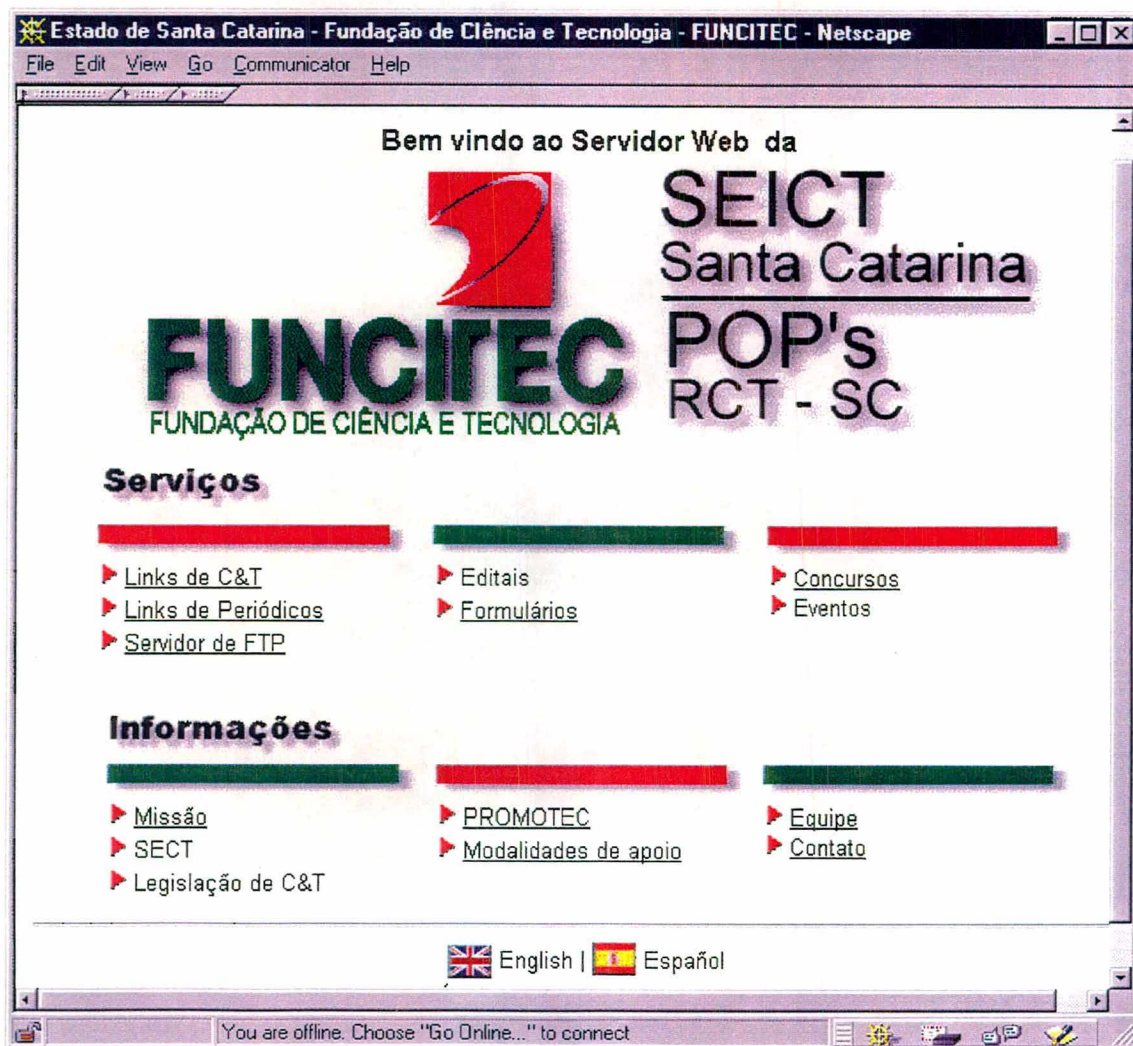 Estado de Santa Catarina - Fundação de CIência e Tecnologia - FUNCITEC - Netscape
File Edit View Go Communicator Help
Bem vindo ao Servidor Web da
FUNCITEC
FUNDAÇÃO DE CIÊNCIA E TECNOLOGIA
SEICT
Santa Catarina
POP's
RCT - SC
Serviços
Links de C&T
Links de Periódicos
Servidor de FTP
Editais
Formulários
Concursos
Eventos
Informações
Missão
SECT
Legislação de C&T
PROMOTEC
Modalidades de apoio
Equipe
Contato
English | Español
You are offline. Choose "Go Online..." to connect